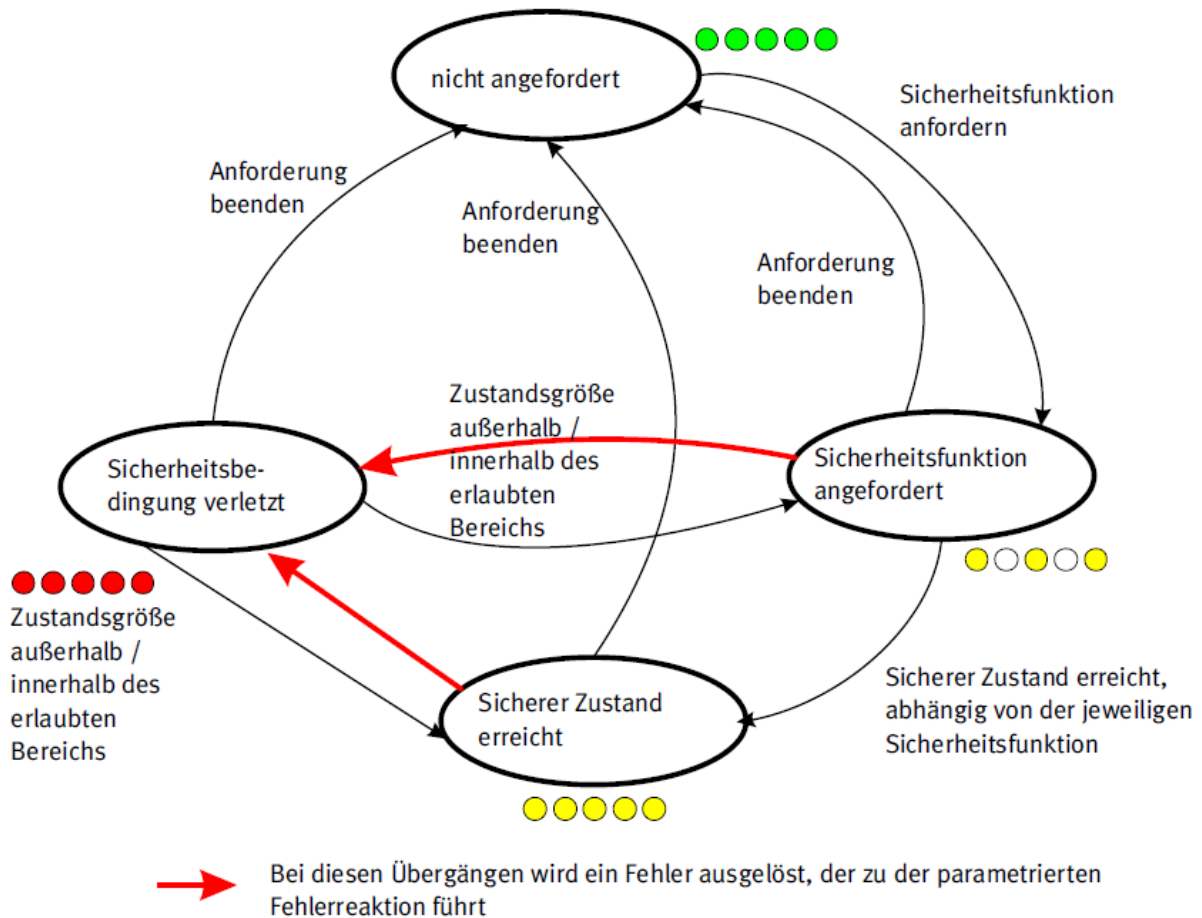 nicht angefordert
Sicherheitsfunktion
anfordern
Anforderung
beenden
Anforderung
beenden
Anforderung
beenden
Zustandsgröße
außerhalb /
innerhalb des
erlaubten
Bereichs
Sicherheitsbe-
dingung verletzt
Sicherheitsfunktion
angefordert
Zustandsgröße
außerhalb /
innerhalb des
erlaubten
Bereichs
Sicherer Zustand
erreicht
Sicherer Zustand erreicht,
abhängig von der jeweiligen
Sicherheitsfunktion
Bei diesen Übergängen wird ein Fehler ausgelöst, der zu der parametrierten
Fehlerreaktion führt